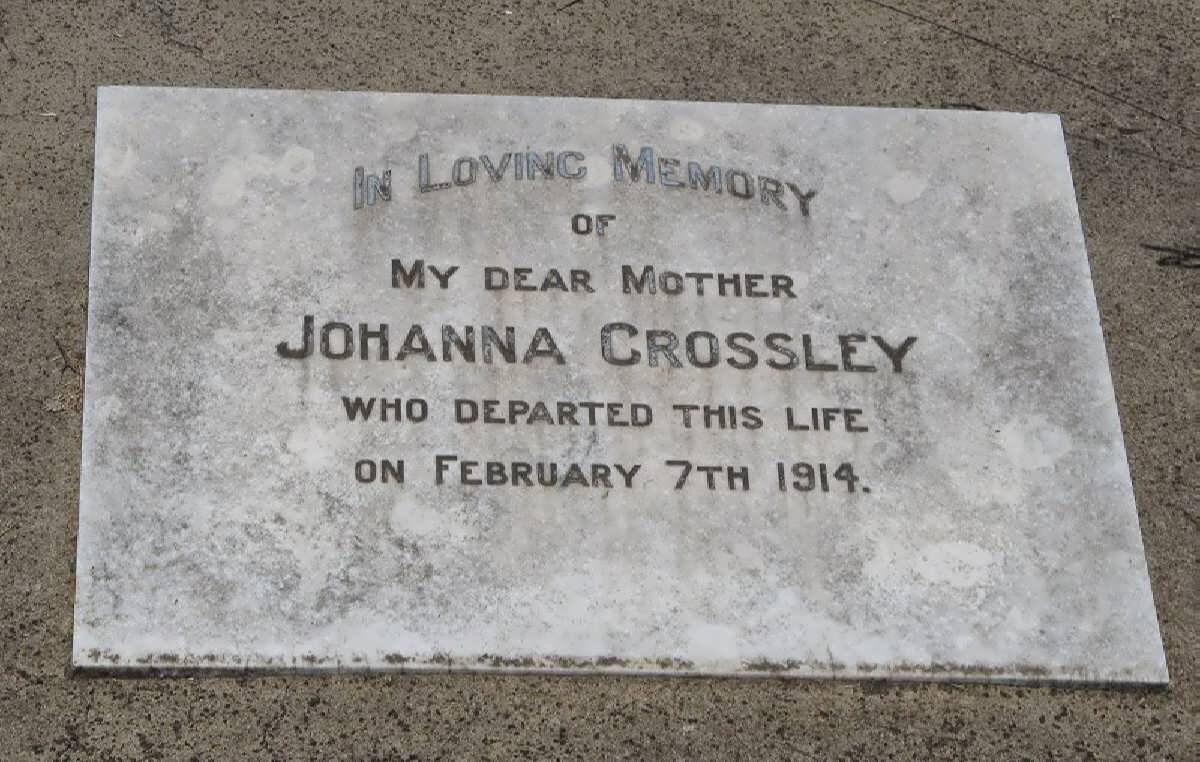 In Loving Memory
of
My dear Mother
Johanna Crossley
who departed this life
on February 7th 1914.